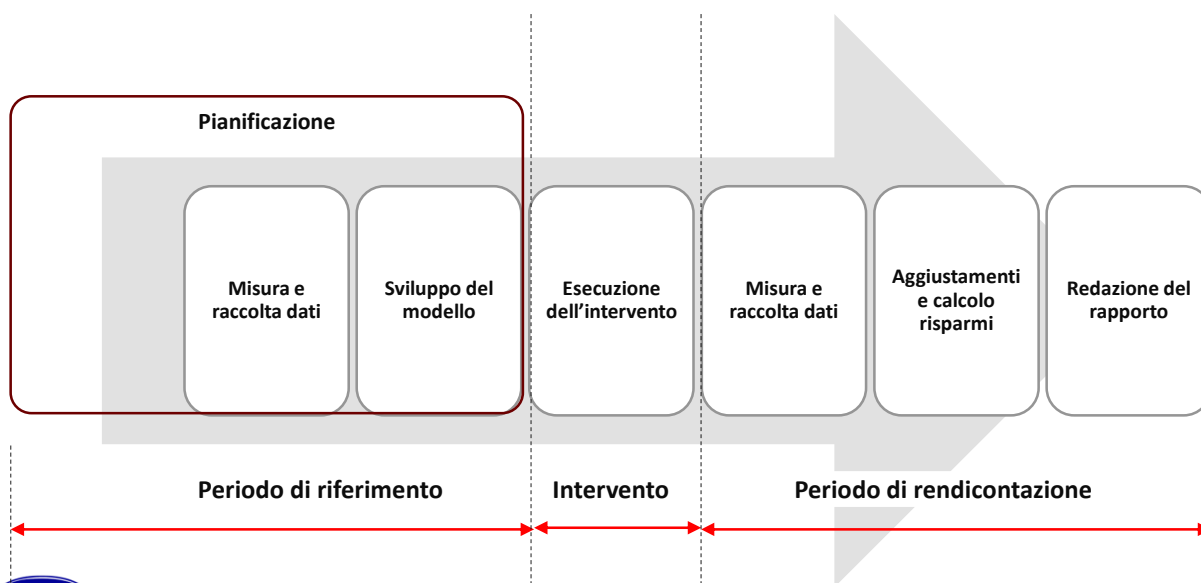 Pianificazione
Misura e
raccolta dati
Sviluppo del
modello
Esecuzione
dell’intervento
Misura e
raccolta dati
Aggiustamenti
e calcolo
risparmi
Redazione del
rapporto
Periodo di riferimento
Intervento
Periodo di rendicontazione